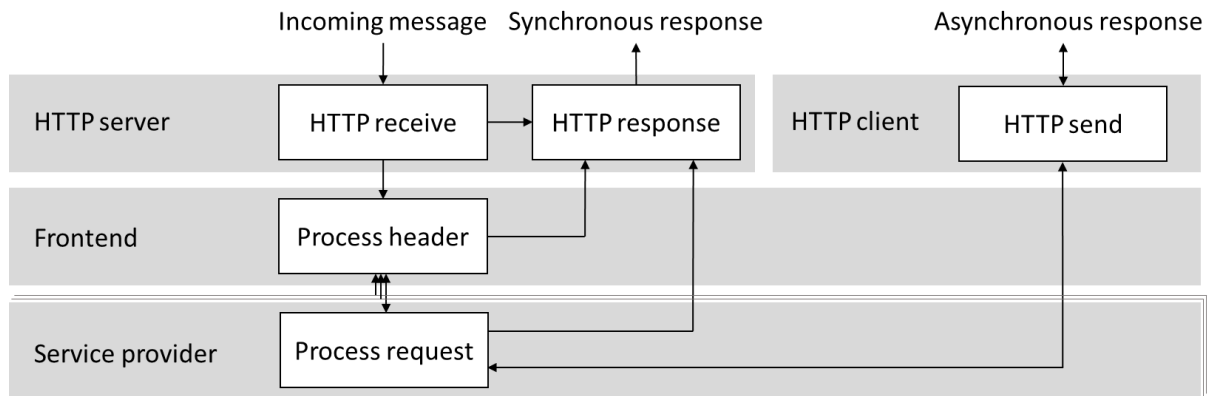 Incoming message
Synchronous response
Asynchronous response
HTTP server
HTTP receive
HTTP response
HTTP client
HTTP send
Frontend
Process header
Service provider
Process request